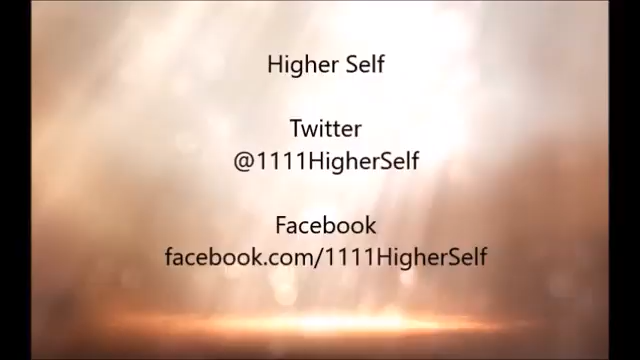 Higher Self
Twitter
@1111HigherSelf
Facebook
facebook.com/1111HigherSelf